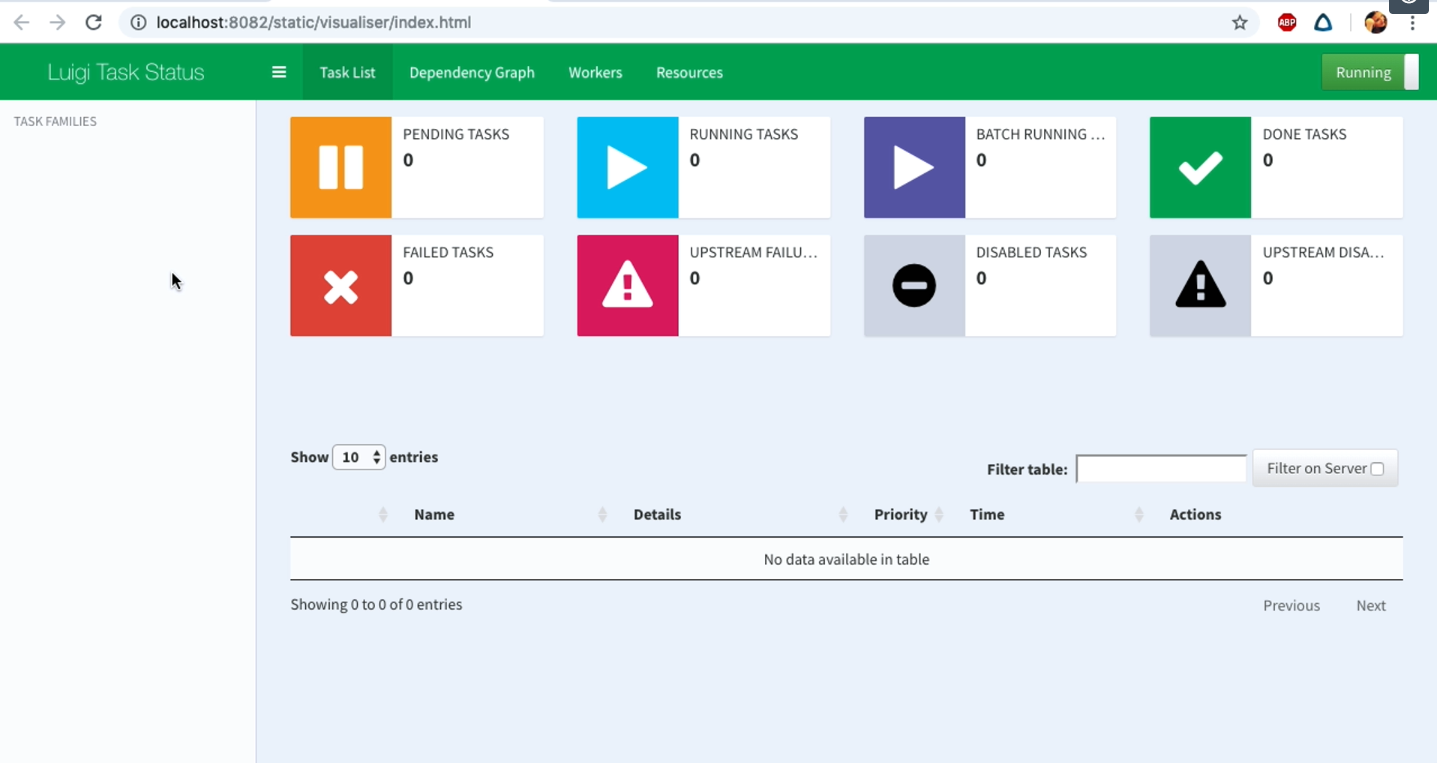 localhost:8082/static/visualiser/index.html
ABP
Luigi Task Status
Task List
Dependency Graph
Workers
Resources
Running
TASK FAMILIES
PENDING TASKS
0
RUNNING TASKS
0
BATCH RUNNING ...
0
DONE TASKS
0
FAILED TASKS
0
UPSTREAM FAILU...
0
DISABLED TASKS
0
UPSTREAM DISA...
0
Show 10 entries
Filter table:
Filter on Server
Name Details Priority Time Actions
No data available in table
Showing 0 to 0 of 0 entries
Previous Next